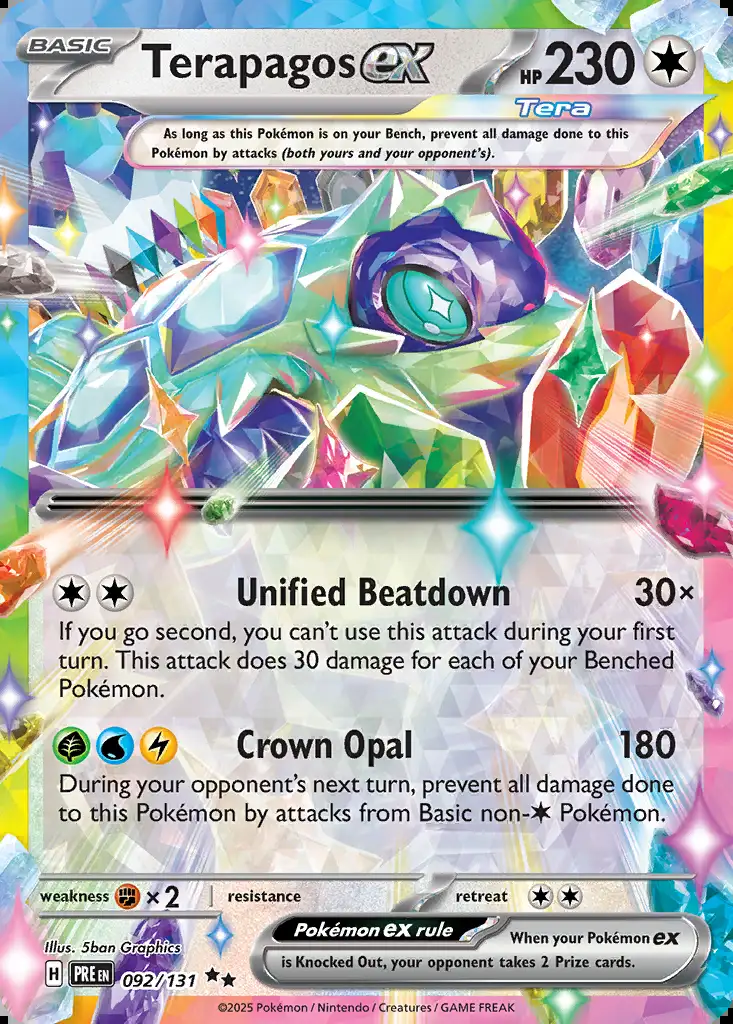 BASIC
Terapagos ex
HP 230
Tera
As long as this Pokémon is on your Bench, prevent all damage done to this
Pokémon by attacks (both yours and your opponent's).
Unified Beatdown 30×
If you go second, you can't use this attack during your first
turn. This attack does 30 damage for each of your Benched
Pokémon.
Crown Opal 180
During your opponent's next turn, prevent all damage done
to this Pokémon by attacks from Basic non- Pokémon.
weakness ×2 resistance retreat
Illus. 5ban Graphics
Pokémon ex rule
When your Pokémon ex
is Knocked Out, your opponent takes 2 Prize cards.
H PRE EN 092/131
©2025 Pokémon / Nintendo / Creatures / GAME FREAK